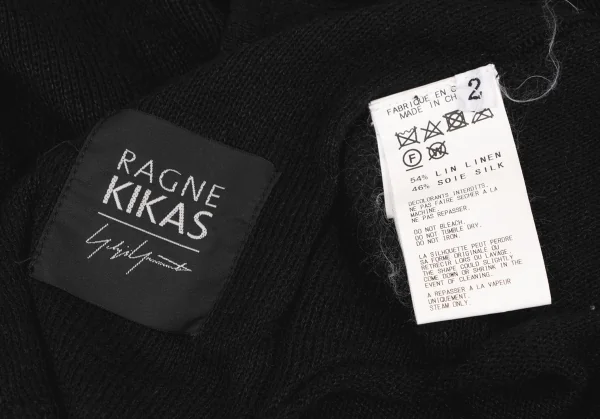 RAGNE
KIKAS
Yohji Yamamoto
FABRIQUE EN C
MADE IN CH
2
F
W
54% LIN LINEN
46% SOIE SILK
DECOLORANTS INTERDITS.
NE PAS FAIRE SECHER A LA
MACHINE
NE PAS REPASSER.
DO NOT BLEACH.
DO NOT TUMBLE DRY.
DO NOT IRON.
LA SILHOUETTE PEUT PERDRE
SA FORME ORIGINALE OU
RETRECIR LORS DU LAVAGE.
THE SHAPE COULD SLIGHTLY
COME DOWN OR SHRINK IN THE
EVENT OF CLEANING.
A REPASSER A LA VAPEUR
UNIQUEMENT.
STEAM ONLY.